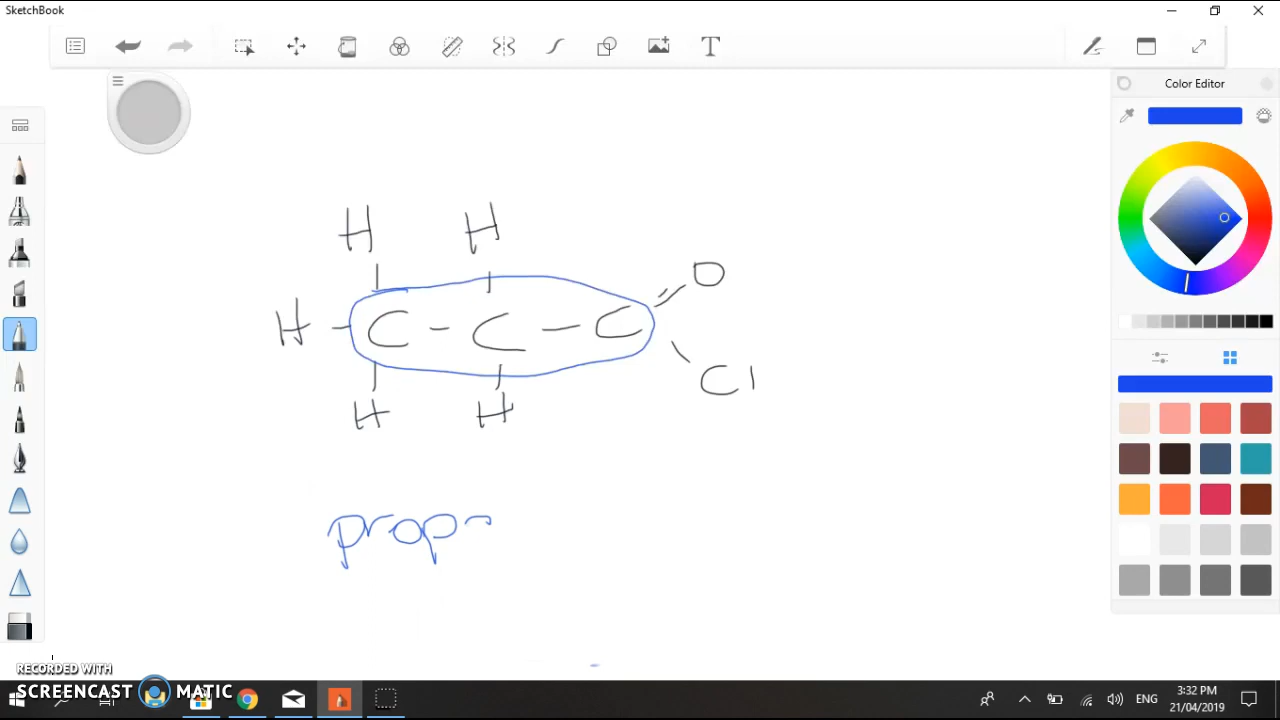 SketchBook
Color Editor
H H
O
H - C - C - C
Cl
H H
prop
RECORDED WITH
SCREENCAST MATIC
ENG
3:32 PM
21/04/2019